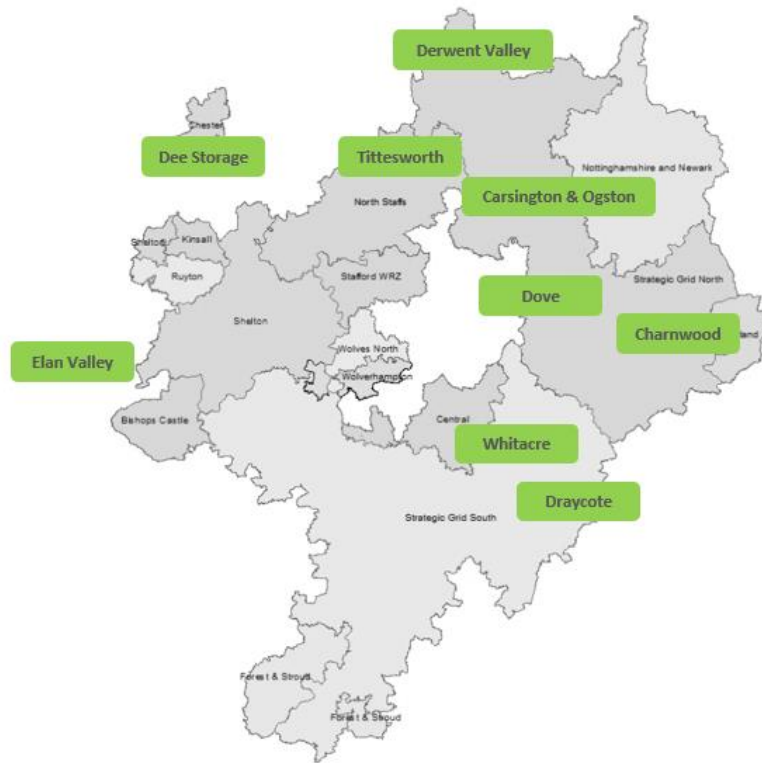 Derwent Valley
Chester
Dee Storage
Tittesworth
Nottinghamshire and Newark
Carsington & Ogston
North Staffs
Shelton
Kinsall
Ruyton
Stafford WRZ
Strategic Grid North
Dove
Shelton
Charnwood
Wolves North
Elan Valley
Wolverhampton
Bishops Castle
Central
Whitacre
Draycote
Strategic Grid South
Forest & Stroud
Forest & Stroud